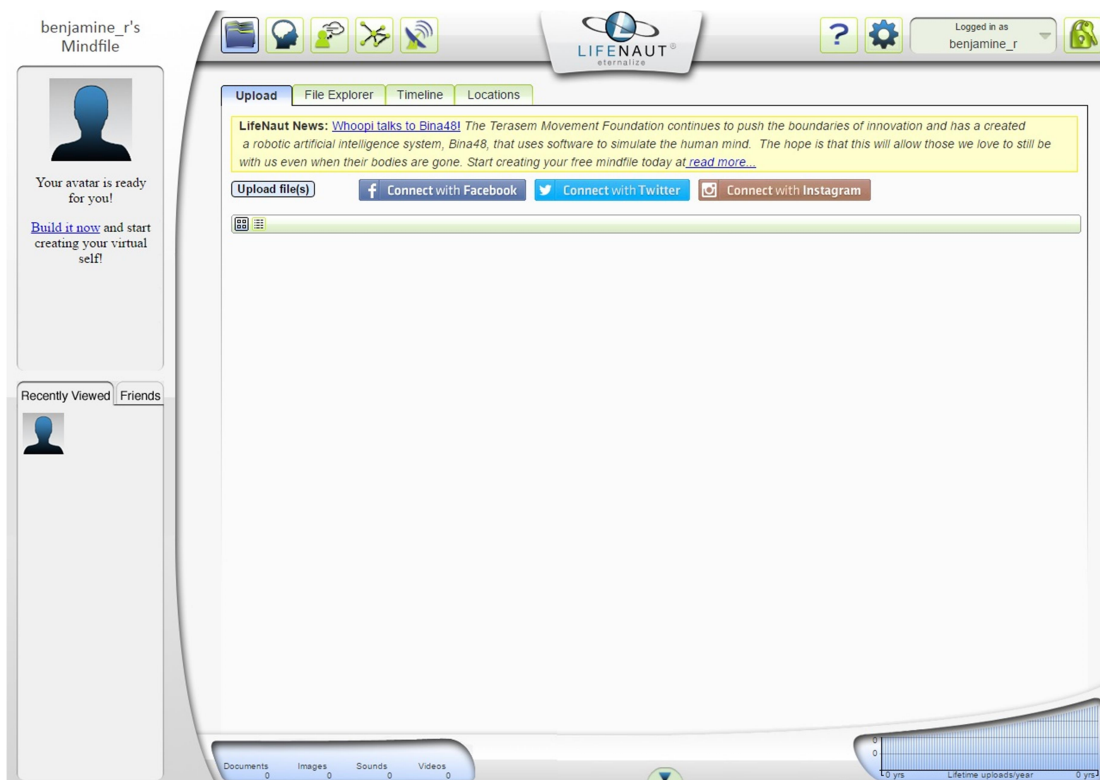 benjamine_r's
Mindfile
Your avatar is ready
for you!
Build it now and start
creating your virtual
self!
Recently Viewed Friends
LIFENAUT®
eternalize
?
Logged in as
benjamine_r
Upload File Explorer Timeline Locations
LifeNaut News: Whoopi talks to Bina48! The Terasem Movement Foundation continues to push the boundaries of innovation and has a created
a robotic artificial intelligence system, Bina48, that uses software to simulate the human mind. The hope is that this will allow those we love to still be
with us even when their bodies are gone. Start creating your free mindfile today at read more...
Upload file(s) f Connect with Facebook Connect with Twitter Connect with Instagram
Documents Images Sounds Videos
0 0 0 0
0
0
0 yrs Lifetime uploads/year 0 yrs